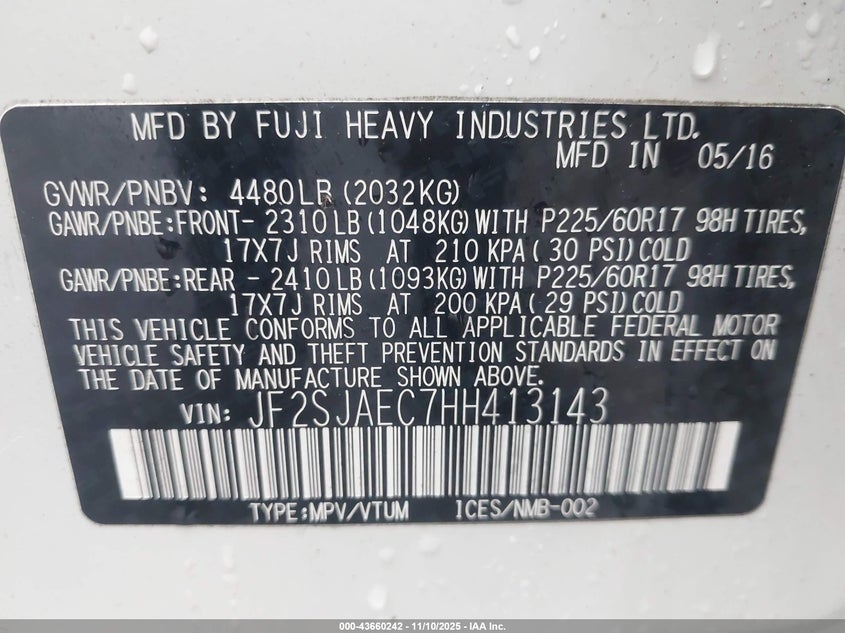 MFD BY FUJI HEAVY INDUSTRIES LTD.
MFD IN 05/16
GVWR/PNBV: 4480LB(2032KG)
GAWR/PNBE:FRONT- 2310LB(1048KG)WITH P225/60R17 98H TIRES,
17X7J RIMS AT 210 KPA( 30 PSI)COLD
GAWR/PNBE:REAR - 2410LB(1093KG)WITH P225/60R17 98H TIRES,
17X7J RIMS AT 200 KPA( 29 PSI)COLD
THIS VEHICLE CONFORMS TO ALL APPLICABLE FEDERAL MOTOR
VEHICLE SAFETY AND THEFT PREVENTION STANDARDS IN EFFECT ON
THE DATE OF MANUFACTURE SHOWN ABOVE.
VIN: JF2SJAEC7HH413143
TYPE:MPV/VTUM ICES/NMB-002
000-43660242 - 11/10/2025 - IAA Inc.